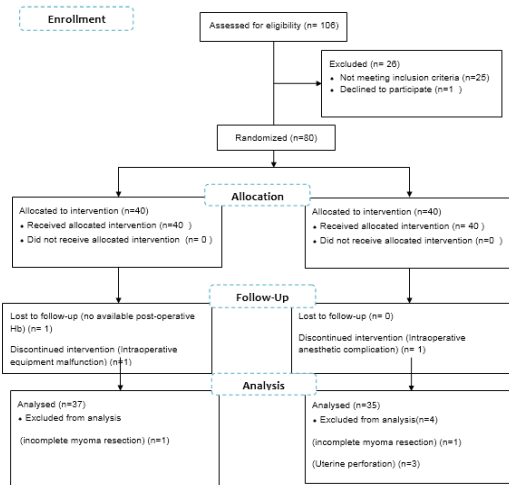 Enrollment
Assessed for eligibility (n= 106)
Excluded (n= 26)
• Not meeting inclusion criteria (n=25)
• Declined to participate (n=1 )
Randomized (n=80)
Allocation
Allocated to intervention (n=40)
• Received allocated intervention (n=40 )
• Did not receive allocated intervention (n= 0 )
Allocated to intervention (n=40)
• Received allocated intervention (n= 40 )
• Did not receive allocated intervention (n=0 )
Follow-Up
Lost to follow-up (no available post-operative
Hb) (n= 1)
Discontinued intervention (Intraoperative
equipment malfunction) (n=1)
Lost to follow-up (n= 0)
Discontinued intervention (Intraoperative
anesthetic complication) (n= 1)
Analysis
Analysed (n=37)
• Excluded from analysis
(incomplete myoma resection) (n=1)
Analysed (n=35)
• Excluded from analysis(n=4)
(incomplete myoma resection) (n=1)
(Uterine perforation) (n=3)